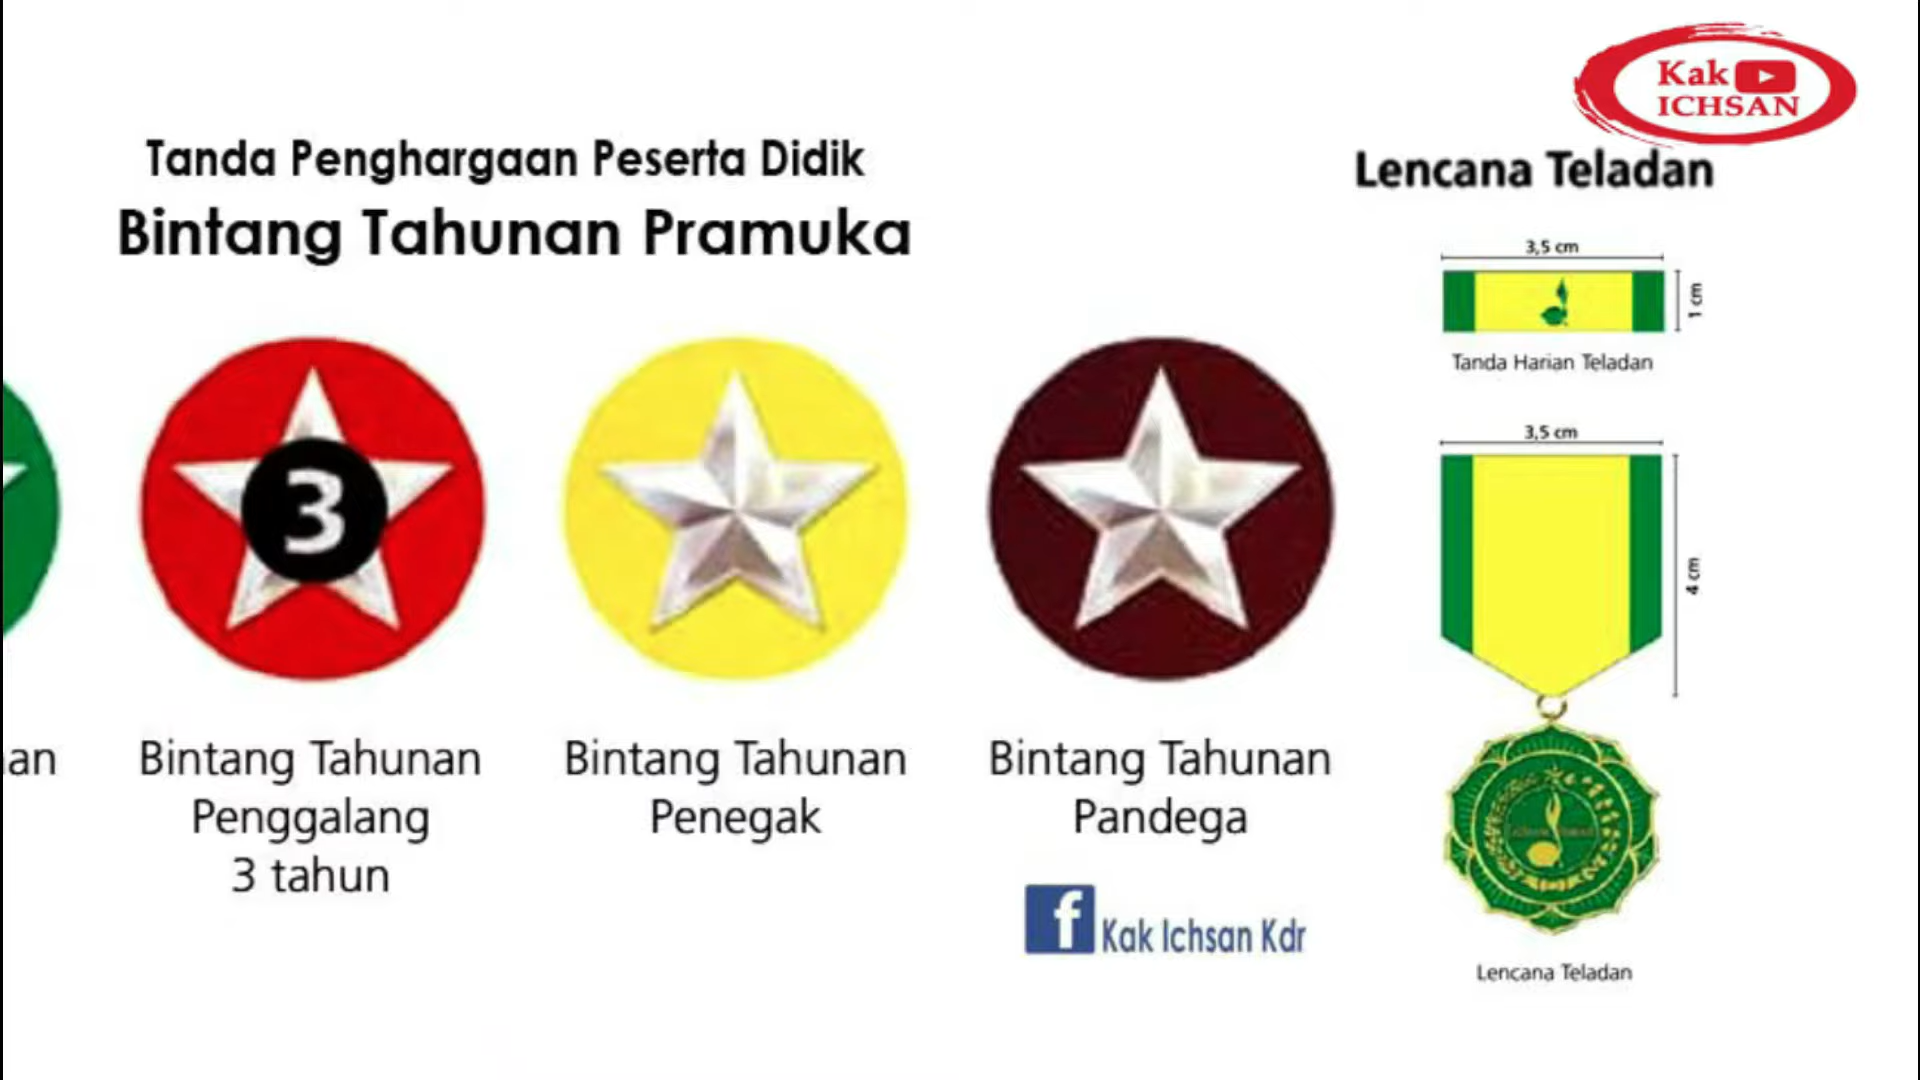 Kak
ICHSAN
Tanda Penghargaan Peserta Didik
Bintang Tahunan Pramuka
Lencana Teladan
3,5 cm
1 cm
Tanda Harian Teladan
3,5 cm
4 cm
3
an
Bintang Tahunan
Penggalang
3 tahun
Bintang Tahunan
Penegak
Bintang Tahunan
Pandega
f Kak Ichsan Kdr
Lencana Teladan